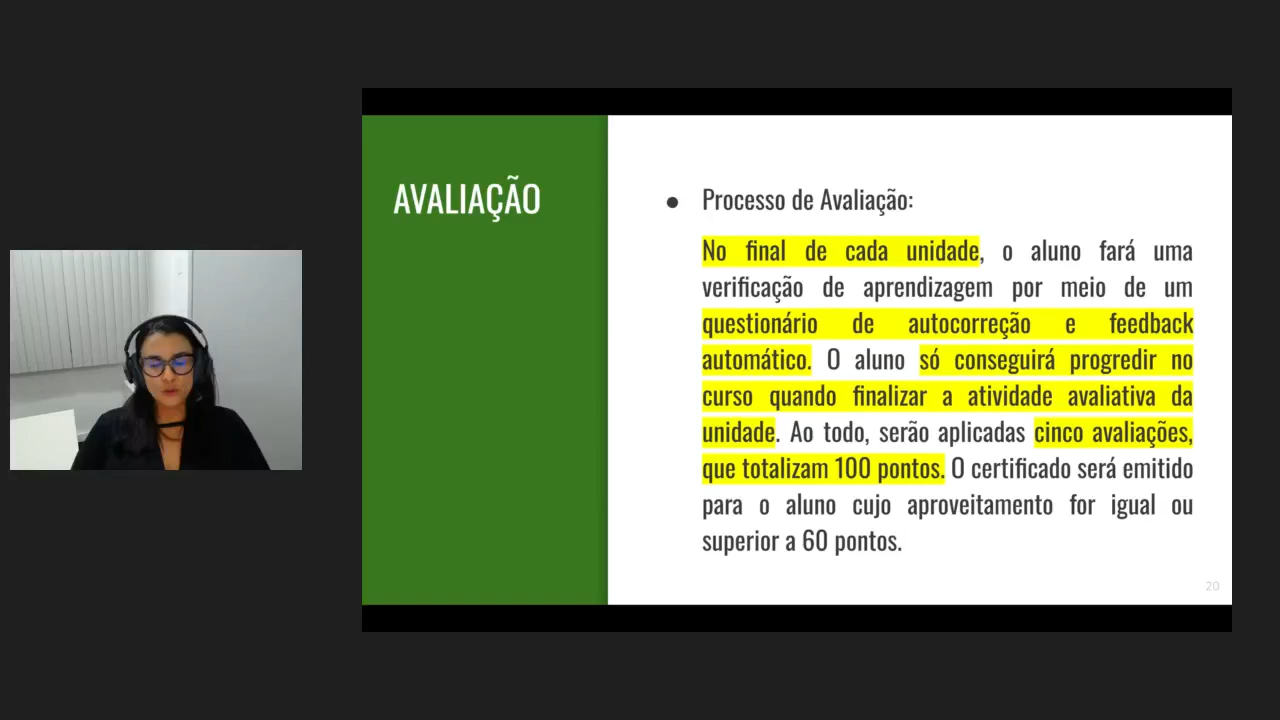 AVALIAÇÃO
● Processo de Avaliação:
No final de cada unidade, o aluno fará uma
verificação de aprendizagem por meio de um
questionário de autocorreção e feedback
automático. O aluno só conseguirá progredir no
curso quando finalizar a atividade avaliativa da
unidade. Ao todo, serão aplicadas cinco avaliações,
que totalizam 100 pontos. O certificado será emitido
para o aluno cujo aproveitamento for igual ou
superior a 60 pontos.
20